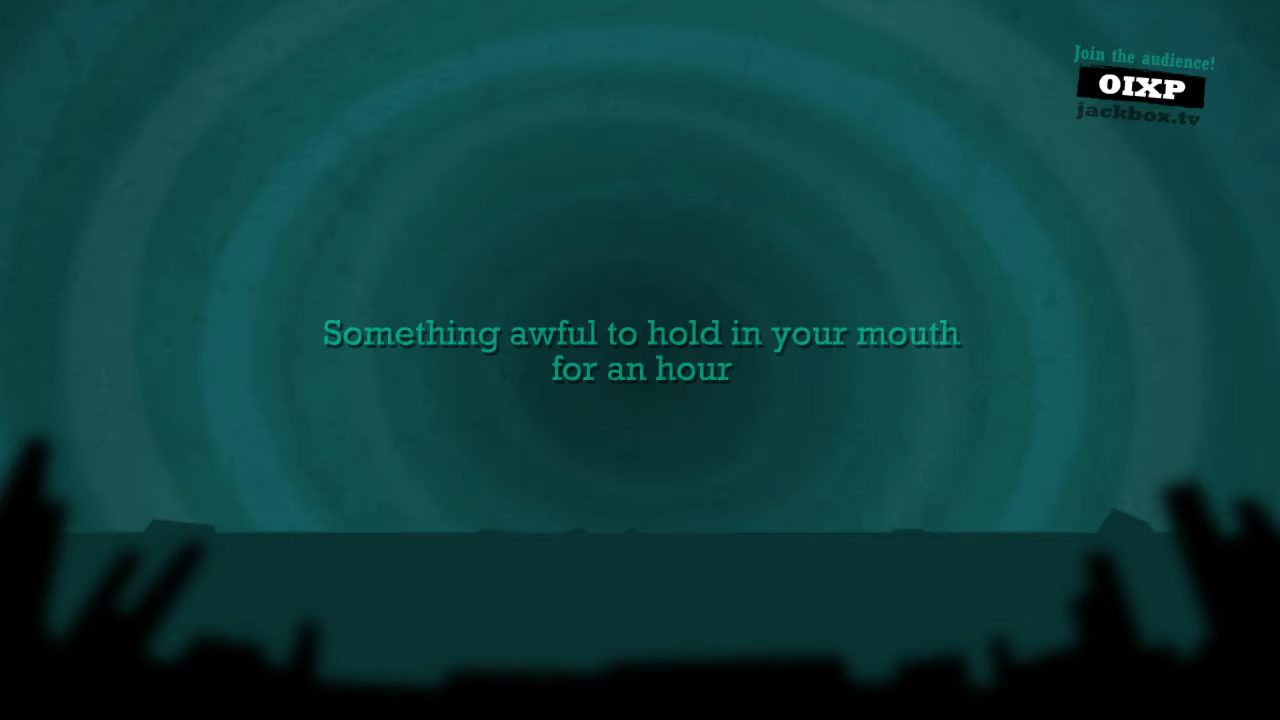 Join the audience!
OIXP
jackbox.tv
Something awful to hold in your mouth
for an hour